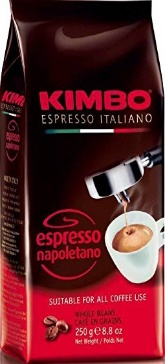 KIMBO
ESPRESSO ITALIANO
espresso
napoletano
SUITABLE FOR ALL COFFEE USE
WHOLE BEANS
CAFÉ EN GRAINS
250 g e 8.8 oz
Net Weight / Poids Net